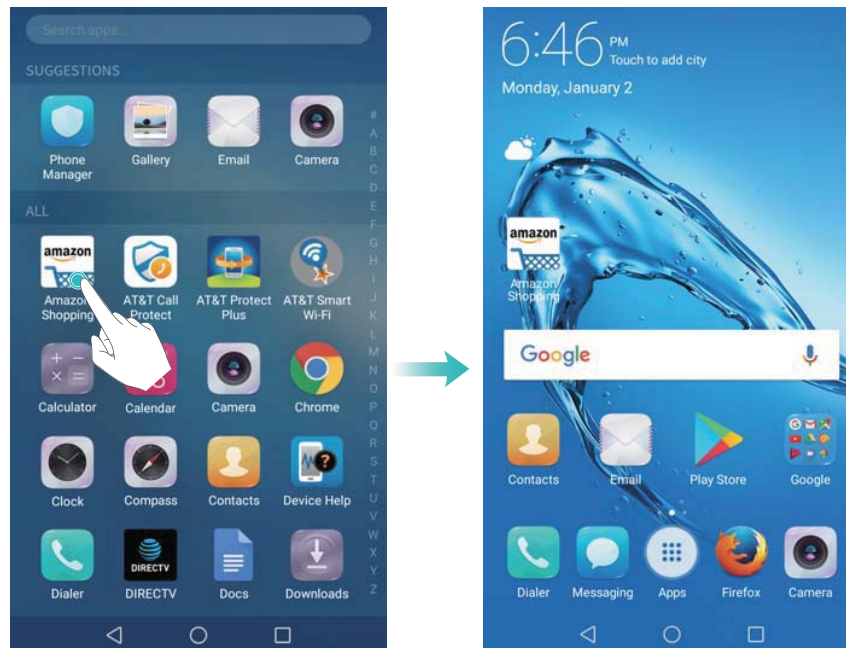 Search apps...
SUGGESTIONS
Phone
Manager
Gallery
Email
Camera
ALL
amazon
Amazon
Shopping
AT&T Call
Protect
AT&T Protect
Plus
AT&T Smart
Wi-Fi
Calculator
Calendar
Camera
Chrome
Clock
Compass
Contacts
Device Help
Dialer
DIRECTV
DIRECTV
Docs
Downloads
#
A
B
C
D
E
F
G
H
I
J
K
L
M
N
O
P
Q
R
S
T
U
V
W
X
Y
Z
6:46 PM
Touch to add city
Monday, January 2
amazon
Amazon
Shopping
Google
Contacts
Email
Play Store
Google
Dialer
Messaging
Apps
Firefox
Camera